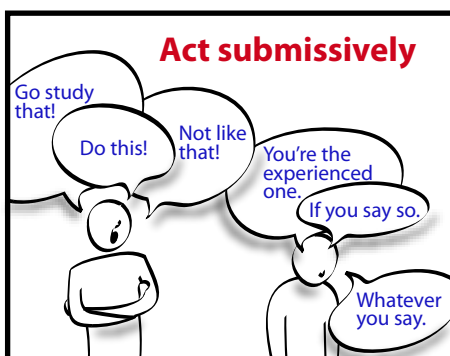 Act submissively
Go study
that!
Do this!
Not like
that!
You're the
experienced
one.
If you say so.
Whatever
you say.